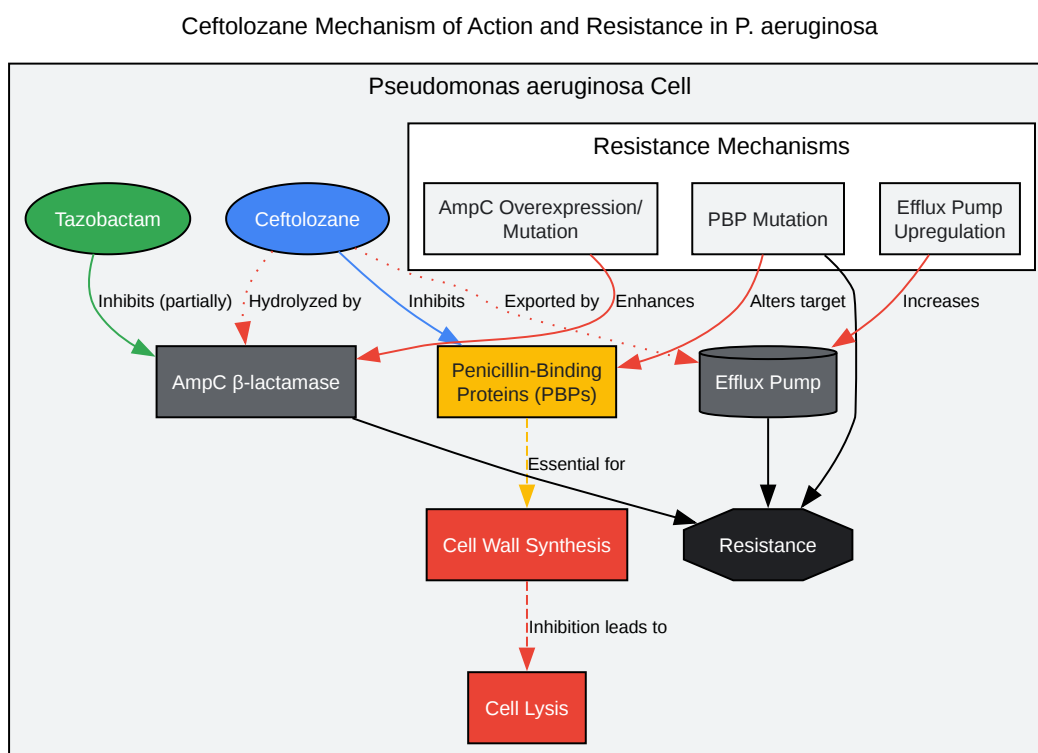 Ceftolozane Mechanism of Action and Resistance in P. aeruginosa
Pseudomonas aeruginosa Cell
Resistance Mechanisms
Tazobactam
Ceftolozane
AmpC Overexpression/
Mutation
PBP Mutation
Efflux Pump
Upregulation
Inhibits (partially)
Hydrolyzed by
Inhibits
Exported by
Enhances
Alters target
Increases
AmpC β-lactamase
Penicillin-Binding
Proteins (PBPs)
Efflux Pump
Essential for
Cell Wall Synthesis
Resistance
Inhibition leads to
Cell Lysis